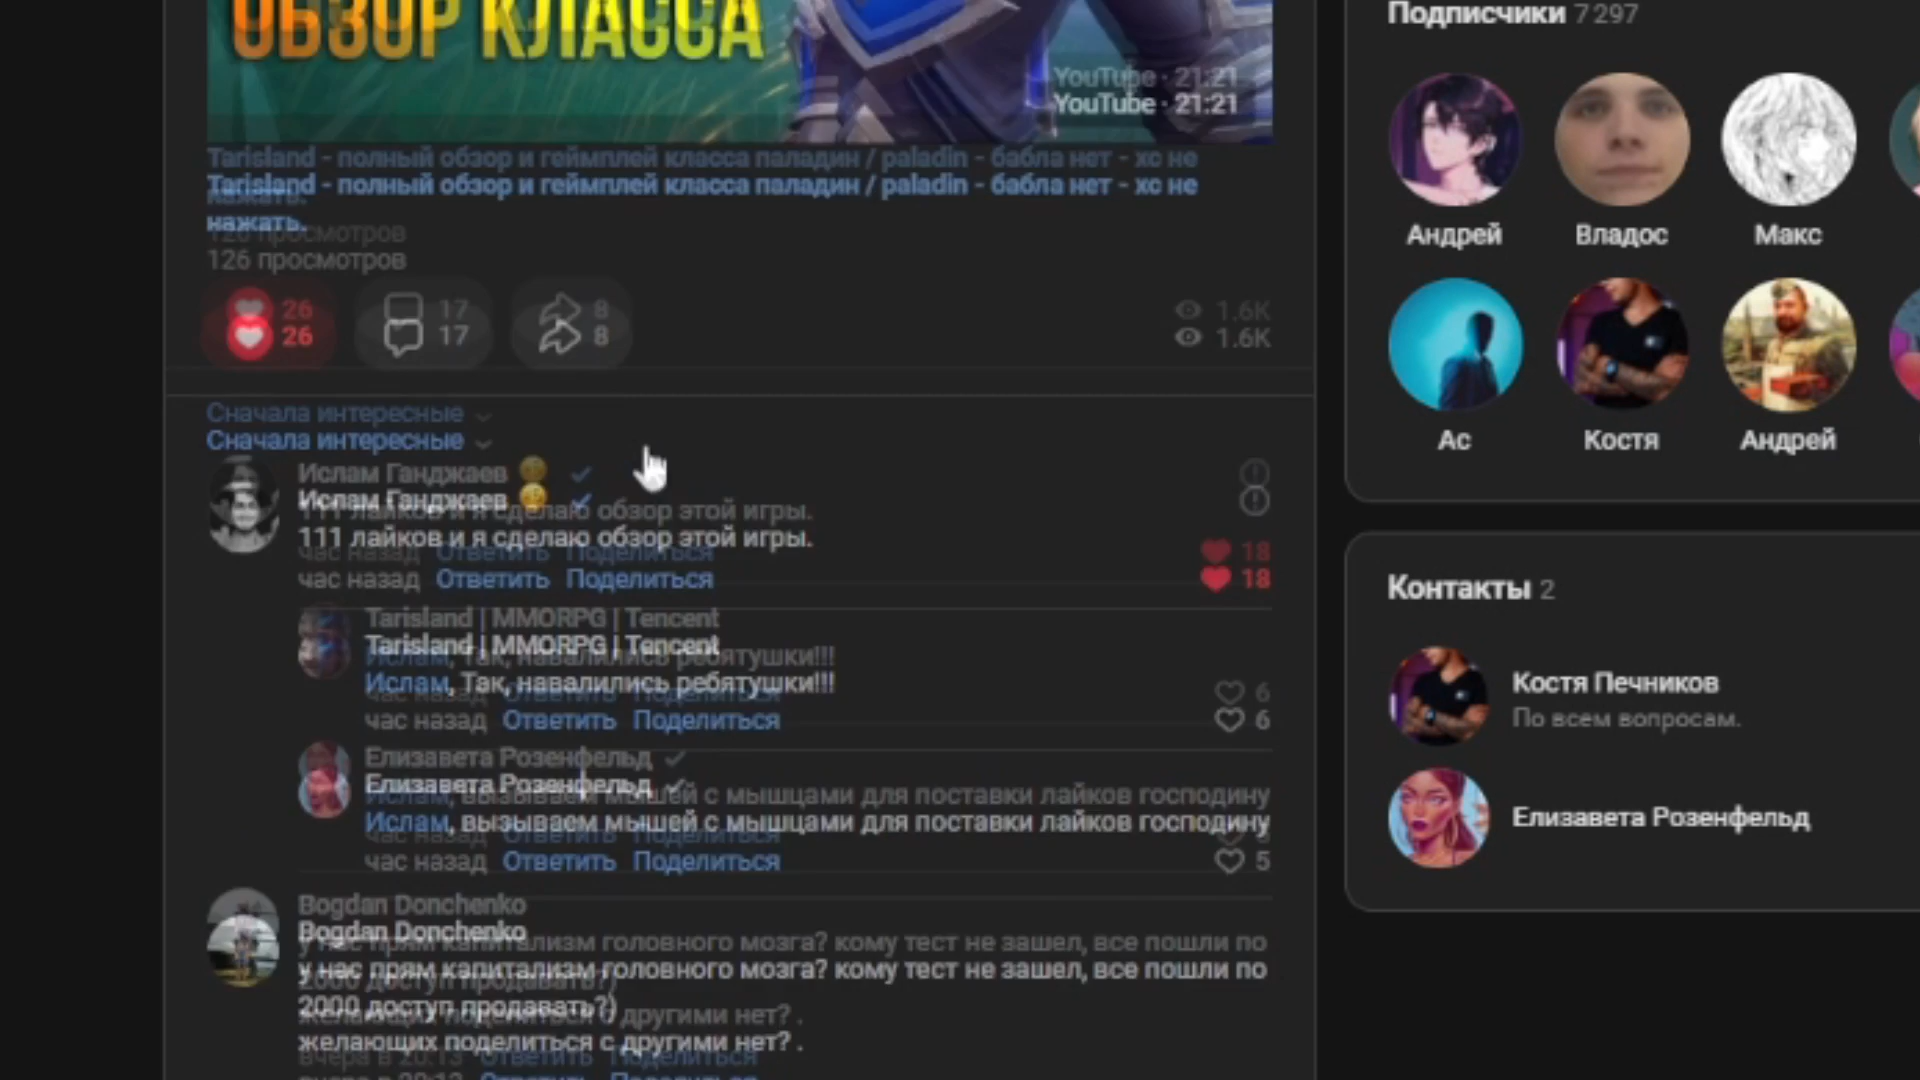 ОБЗОР КЛАССА
YouTube · 21:21
Tarisland - полный обзор и геймплей класса паладин / paladin - бабла нет - хс не
нажать.
126 просмотров
26
17
8
1.6K
Сначала интересные
Ислам Ганджаев
111 лайков и я сделаю обзор этой игры.
час назад Ответить Поделиться
18
Tarisland | MMORPG | Tencent
Ислам, Так, навалились ребятушки!!!
час назад Ответить Поделиться
6
Елизавета Розенфельд
Ислам, вызываем мышей с мышцами для поставки лайков господину
час назад Ответить Поделиться
5
Bogdan Donchenko
у нас прям капитализм головного мозга? кому тест не зашел, все пошли по
2000 доступ продавать?)
желающих поделиться с другими нет? .
вчера в 20:13 Ответить Поделиться
Подписчики 7 297
Андрей
Владос
Макс
Ас
Костя
Андрей
Контакты 2
Костя Печников
По всем вопросам.
Елизавета Розенфельд